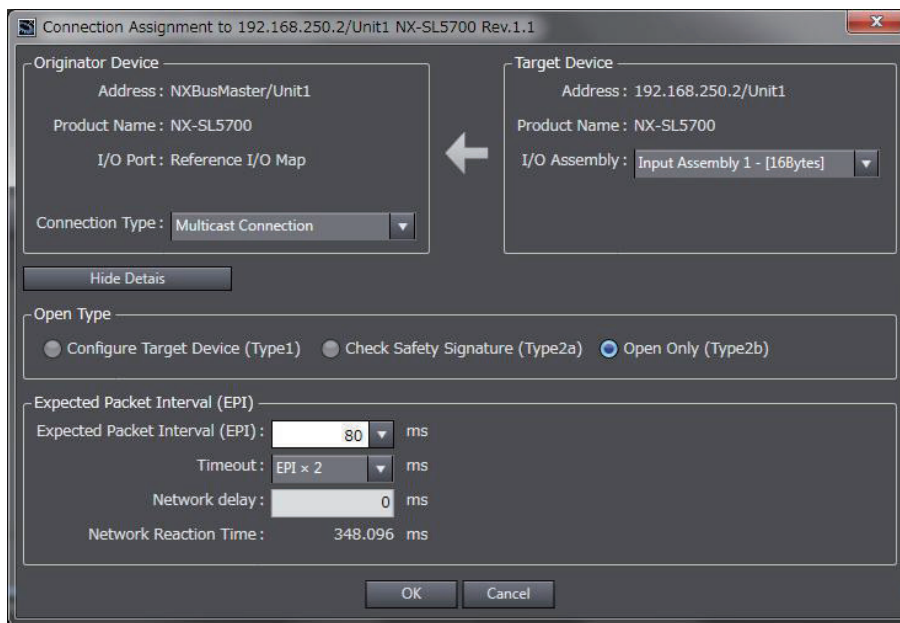 Connection Assignment to 192.168.250.2/Unit1 NX-SL5700 Rev.1.1
Originator Device
Address : NXBusMaster/Unit1
Product Name : NX-SL5700
I/O Port : Reference I/O Map
Connection Type : Multicast Connection
Target Device
Address : 192.168.250.2/Unit1
Product Name : NX-SL5700
I/O Assembly : Input Assembly 1 - [16Bytes]
Hide Detais
Open Type
Configure Target Device (Type1) Check Safety Signature (Type2a) Open Only (Type2b)
Expected Packet Interval (EPI)
Expected Packet Interval (EPI) : 80 ms
Timeout : EPI × 2 ms
Network delay : 0 ms
Network Reaction Time : 348.096 ms
OK Cancel